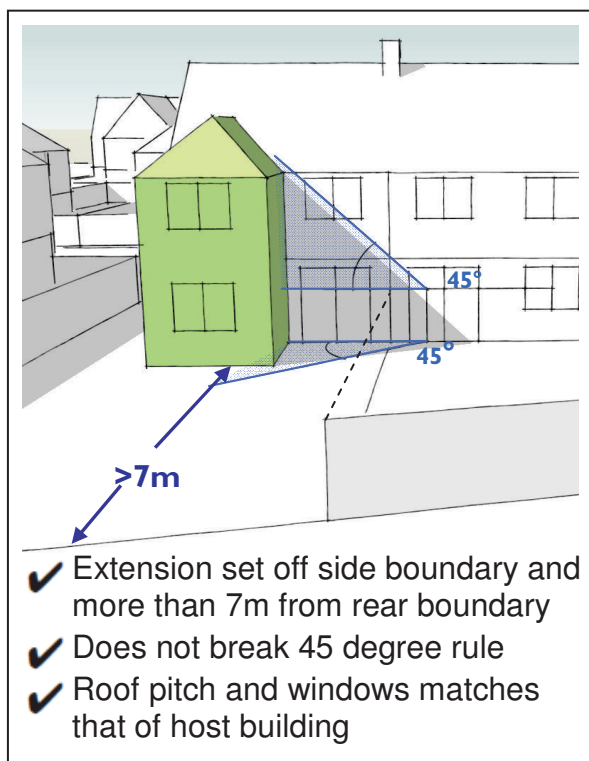 45°
45°
>7m
✔ Extension set off side boundary and
more than 7m from rear boundary
✔ Does not break 45 degree rule
✔ Roof pitch and windows matches
that of host building